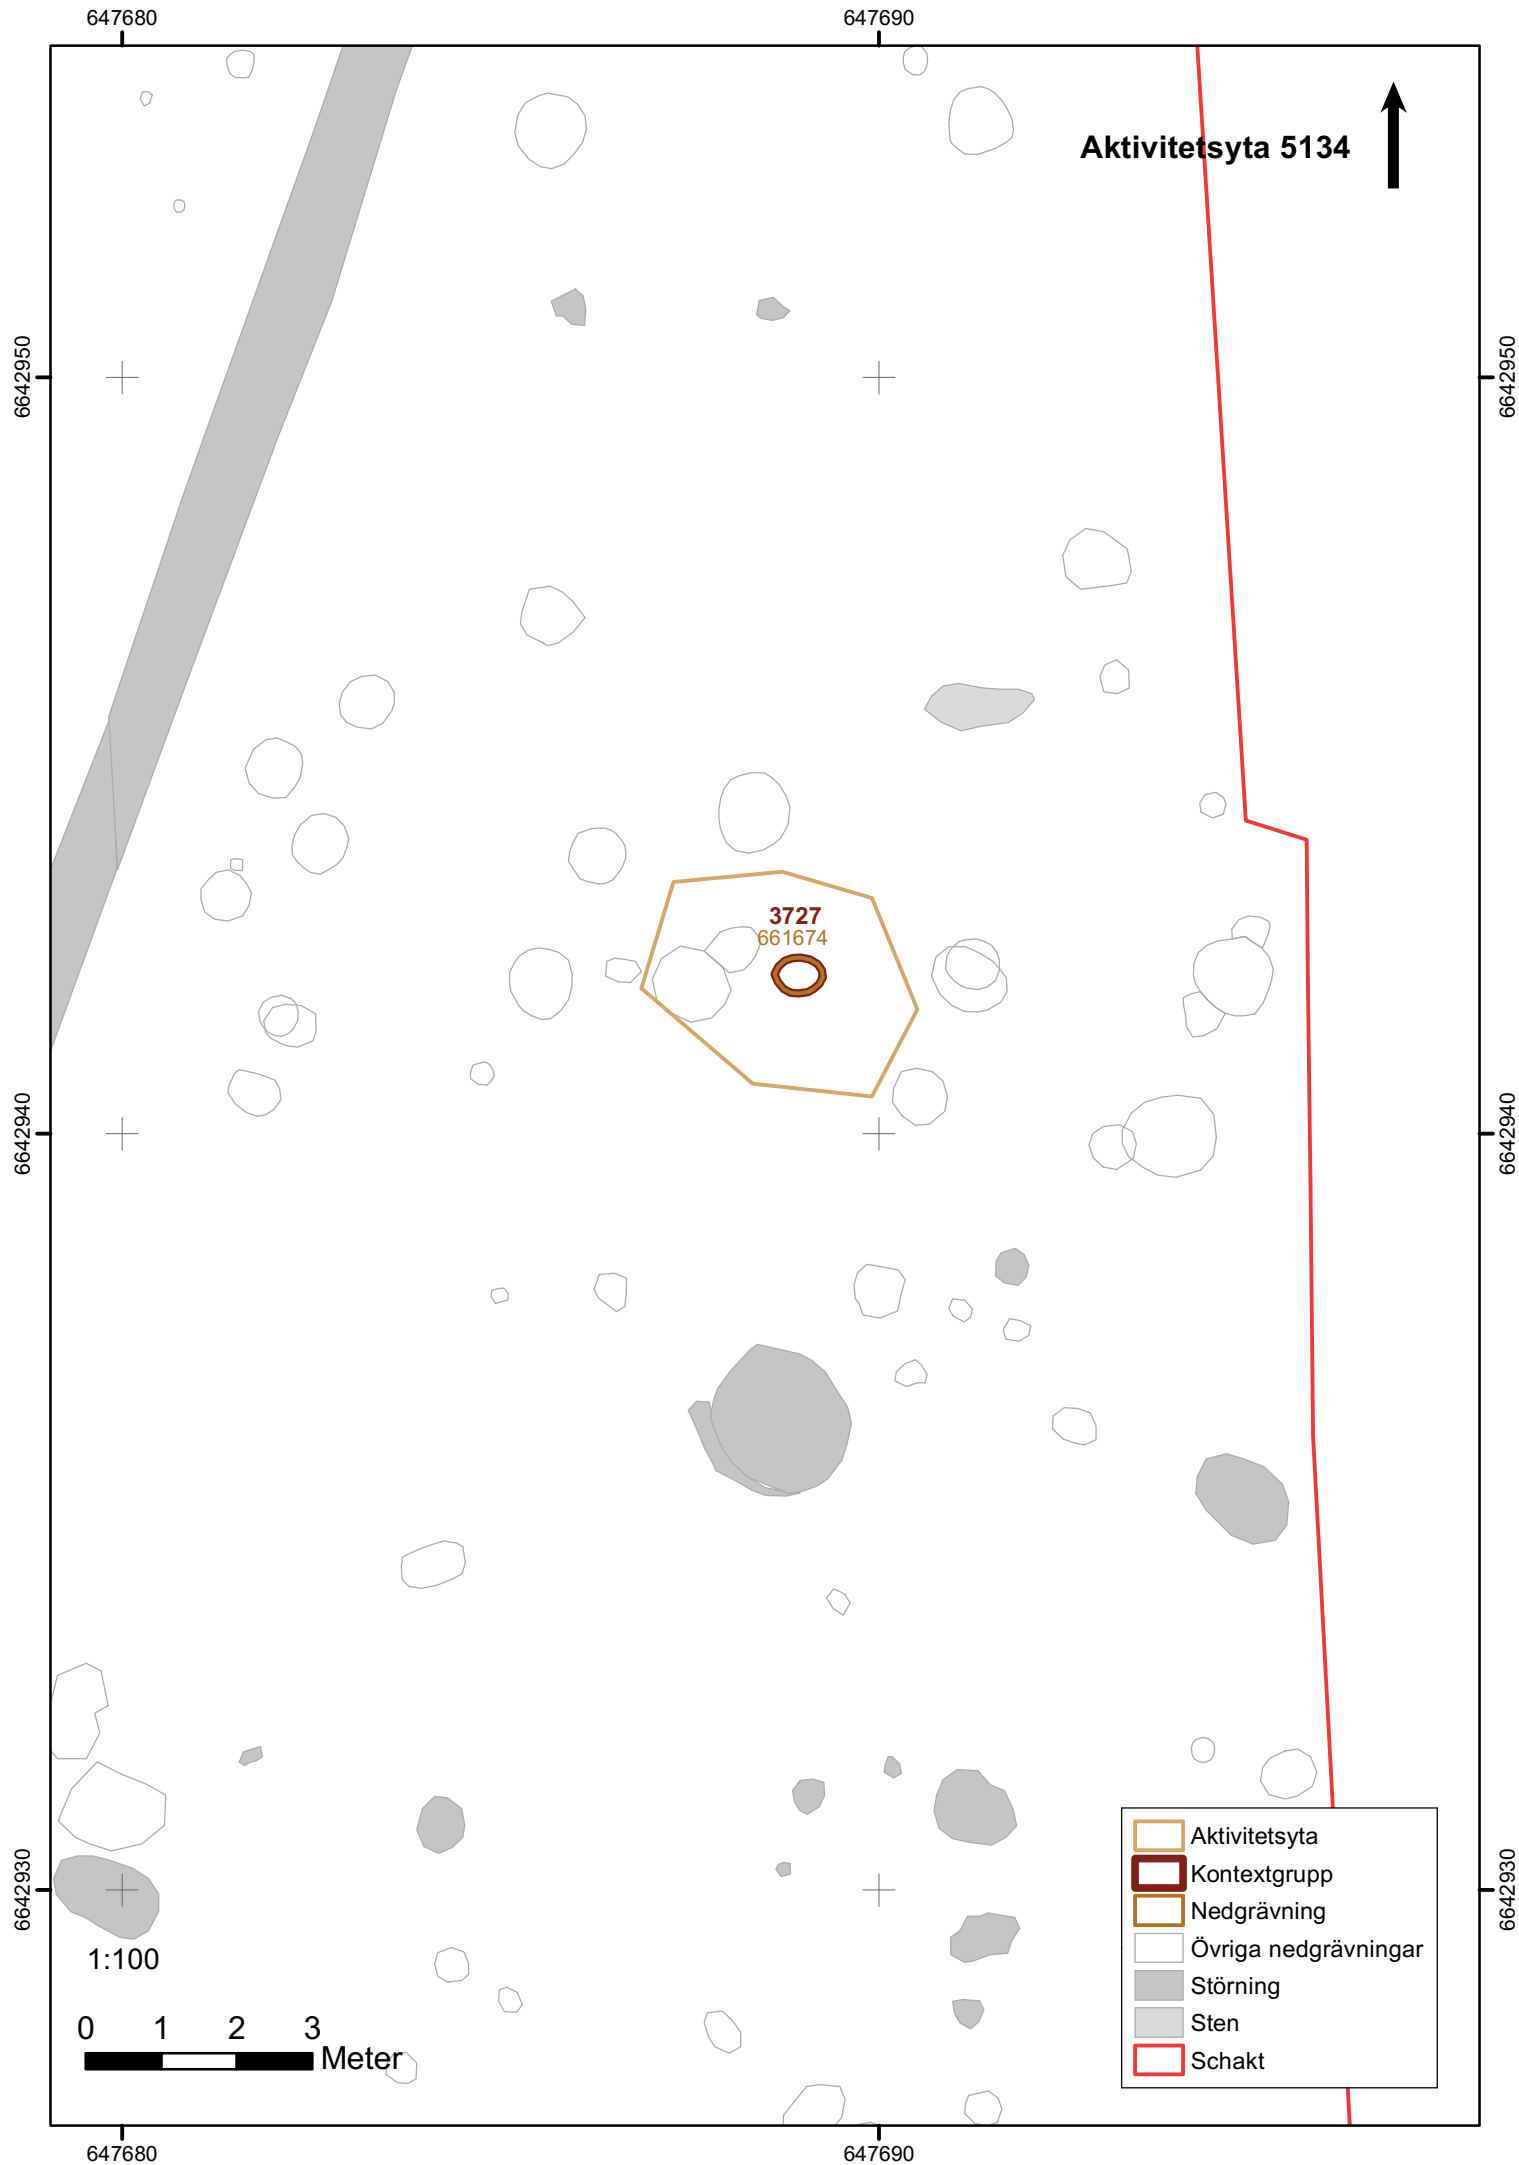 647680
647690
Aktivitetsyta 5134
6642950
6642950
3727
661674
6642940
6642940
6642930
6642930
Aktivitetsyta
Kontextgrupp
Nedgrävning
Övriga nedgrävningar
Störning
Sten
Schakt
1:100
0 1 2 3
Meter
647680
647690